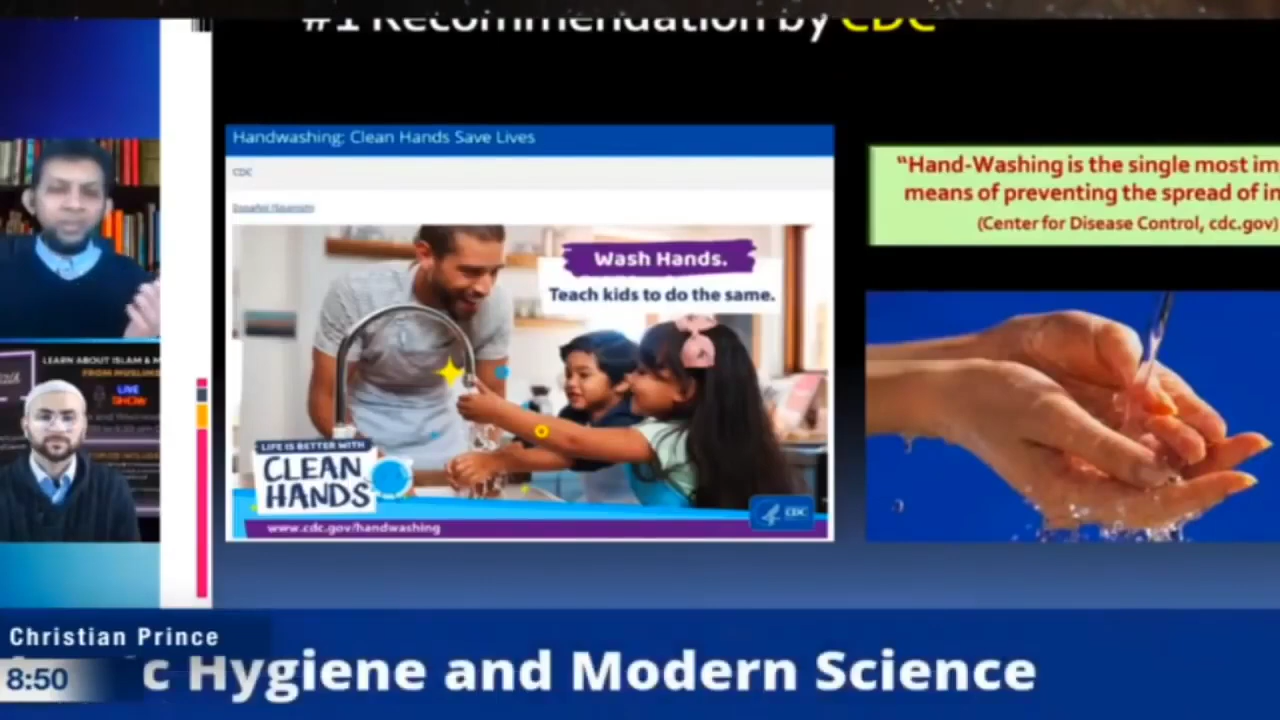 #1 Recommendation by CDC
Handwashing: Clean Hands Save Lives
CDC
Español (Spanish)
Wash Hands.
Teach kids to do the same.
LIFE IS BETTER WITH
CLEAN
HANDS
www.cdc.gov/handwashing
CDC
"Hand-Washing is the single most im
means of preventing the spread of in
(Center for Disease Control, cdc.gov)
LEARN ABOUT ISLAM & M
FROM MUSLIMS
LIVE
SHOW
Christian Prince
8:50
c Hygiene and Modern Science